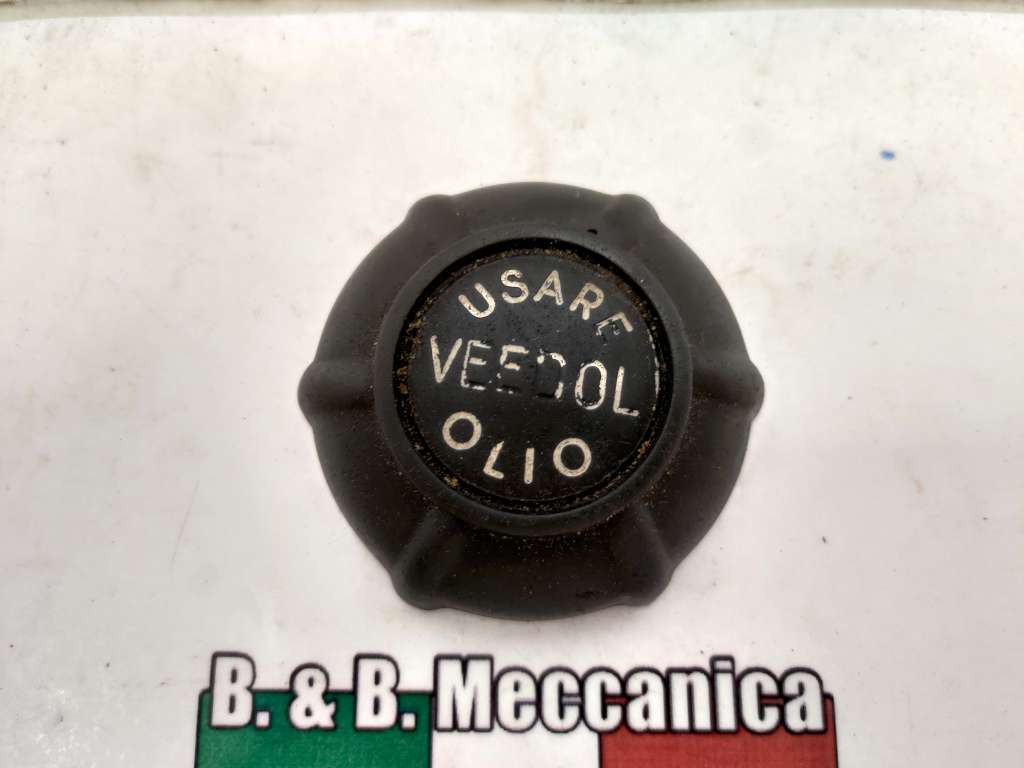 USARE
VEEDOL
OLIO
B. & B. Meccanica